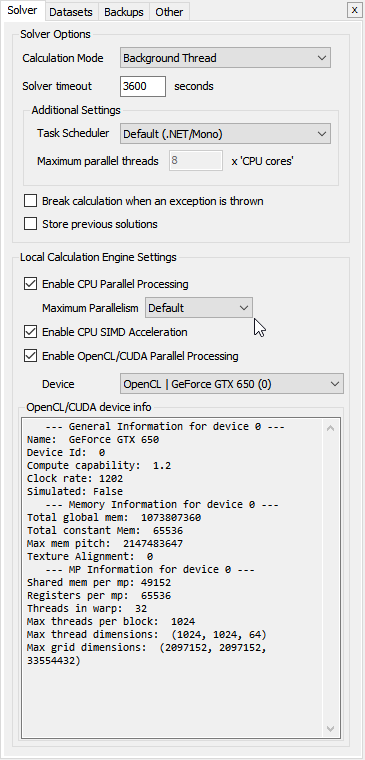 Solver Datasets Backups Other x
Solver Options
Calculation Mode Background Thread
Solver timeout 3600 seconds
Additional Settings
Task Scheduler Default (.NET/Mono)
Maximum parallel threads 8 x 'CPU cores'
Break calculation when an exception is thrown
Store previous solutions
Local Calculation Engine Settings
Enable CPU Parallel Processing
Maximum Parallelism Default
Enable CPU SIMD Acceleration
Enable OpenCL/CUDA Parallel Processing
Device OpenCL | GeForce GTX 650 (0)
OpenCL/CUDA device info
--- General Information for device 0 ---
Name: GeForce GTX 650
Device Id: 0
Compute capability: 1.2
Clock rate: 1202
Simulated: False
--- Memory Information for device 0 ---
Total global mem: 1073807360
Total constant Mem: 65536
Max mem pitch: 2147483647
Texture Alignment: 0
--- MP Information for device 0 ---
Shared mem per mp: 49152
Registers per mp: 65536
Threads in warp: 32
Max threads per block: 1024
Max thread dimensions: (1024, 1024, 64)
Max grid dimensions: (2097152, 2097152,
33554432)